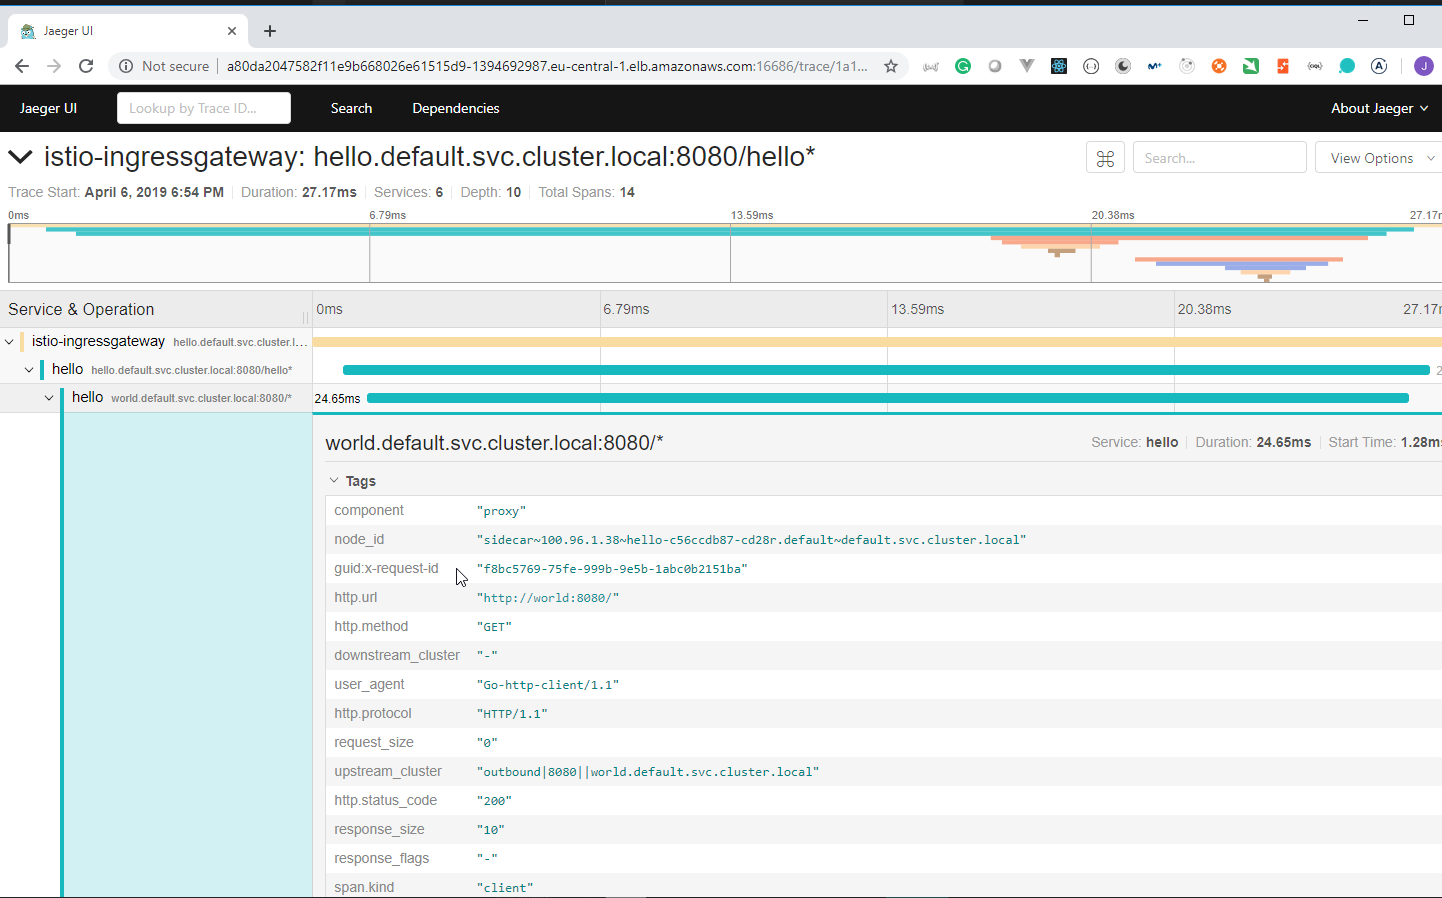 Jaeger UI
Not secure | a80da2047582f11e9b668026e61515d9-1394692987.eu-central-1.elb.amazonaws.com:16686/trace/1a1...
Jaeger UI Lookup by Trace ID... Search Dependencies About Jaeger
istio-ingressgateway: hello.default.svc.cluster.local:8080/hello*
Search... View Options
Trace Start: April 6, 2019 6:54 PM Duration: 27.17ms Services: 6 Depth: 10 Total Spans: 14
0ms 6.79ms 13.59ms 20.38ms 27.17m
Service & Operation 0ms 6.79ms 13.59ms 20.38ms 27.17r
istio-ingressgateway hello.default.svc.cluster.l...
hello hello.default.svc.cluster.local:8080/hello* 2
hello world.default.svc.cluster.local:8080/* 24.65ms
world.default.svc.cluster.local:8080/* Service: hello Duration: 24.65ms Start Time: 1.28ms
Tags
component "proxy"
node_id "sidecar~100.96.1.38~hello-c56ccdb87-cd28r.default~default.svc.cluster.local"
guid:x-request-id "f8bc5769-75fe-999b-9e5b-1abc0b2151ba"
http.url "http://world:8080/"
http.method "GET"
downstream_cluster "-"
user_agent "Go-http-client/1.1"
http.protocol "HTTP/1.1"
request_size "0"
upstream_cluster "outbound|8080||world.default.svc.cluster.local"
http.status_code "200"
response_size "10"
response_flags "-"
span.kind "client"